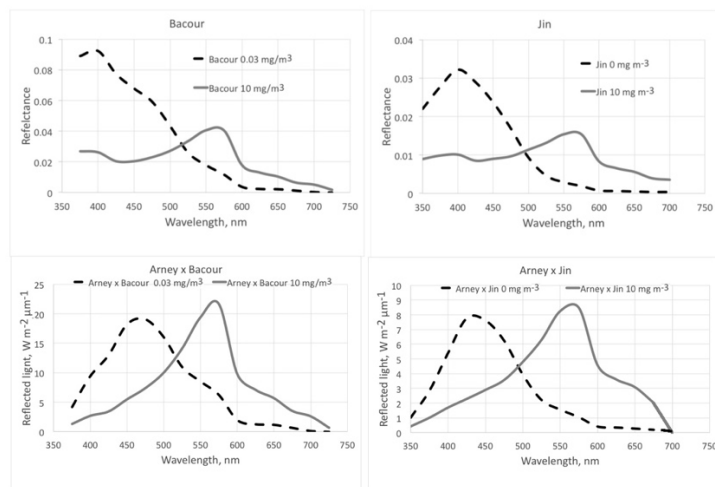 Bacour
0.1
0.08
0.06
0.04
0.02
0
Refelctance
Bacour 0.03 mg/m3
Bacour 10 mg/m3
350 400 450 500 550 600 650 700 750
Wavelength, nm
Jin
0.04
0.03
0.02
0.01
0
Reflectance
Jin 0 mg m-3
Jin 10 mg m-3
350 400 450 500 550 600 650 700 750
Wavelength, nm
Arney x Bacour
Arney x Bacour 0.03 mg/m3 Arney x Bacour 10 mg/m3
25
20
15
10
5
0
Reflected light, W m-2 µm-1
350 400 450 500 550 600 650 700 750
Wavelength, nm
Arney x Jin
Arney x Jin 0 mg m-3 Arney x Jin 10 mg m-3
10
9
8
7
6
5
4
3
2
1
0
Reflected light, W m-2 µm-1
350 400 450 500 550 600 650 700 750
Wavelength, nm